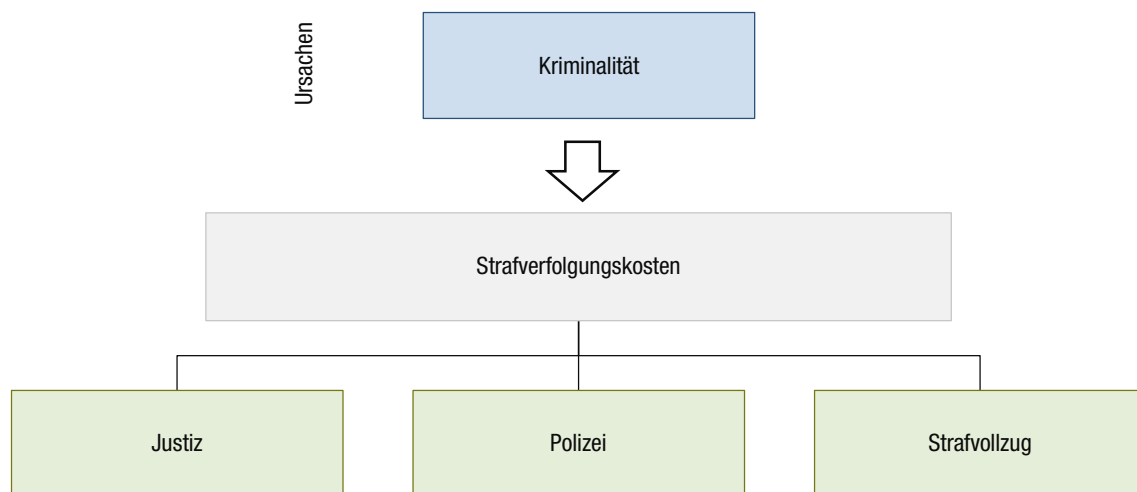 Ursachen
Kriminalität
Strafverfolgungskosten
Justiz
Polizei
Strafvollzug